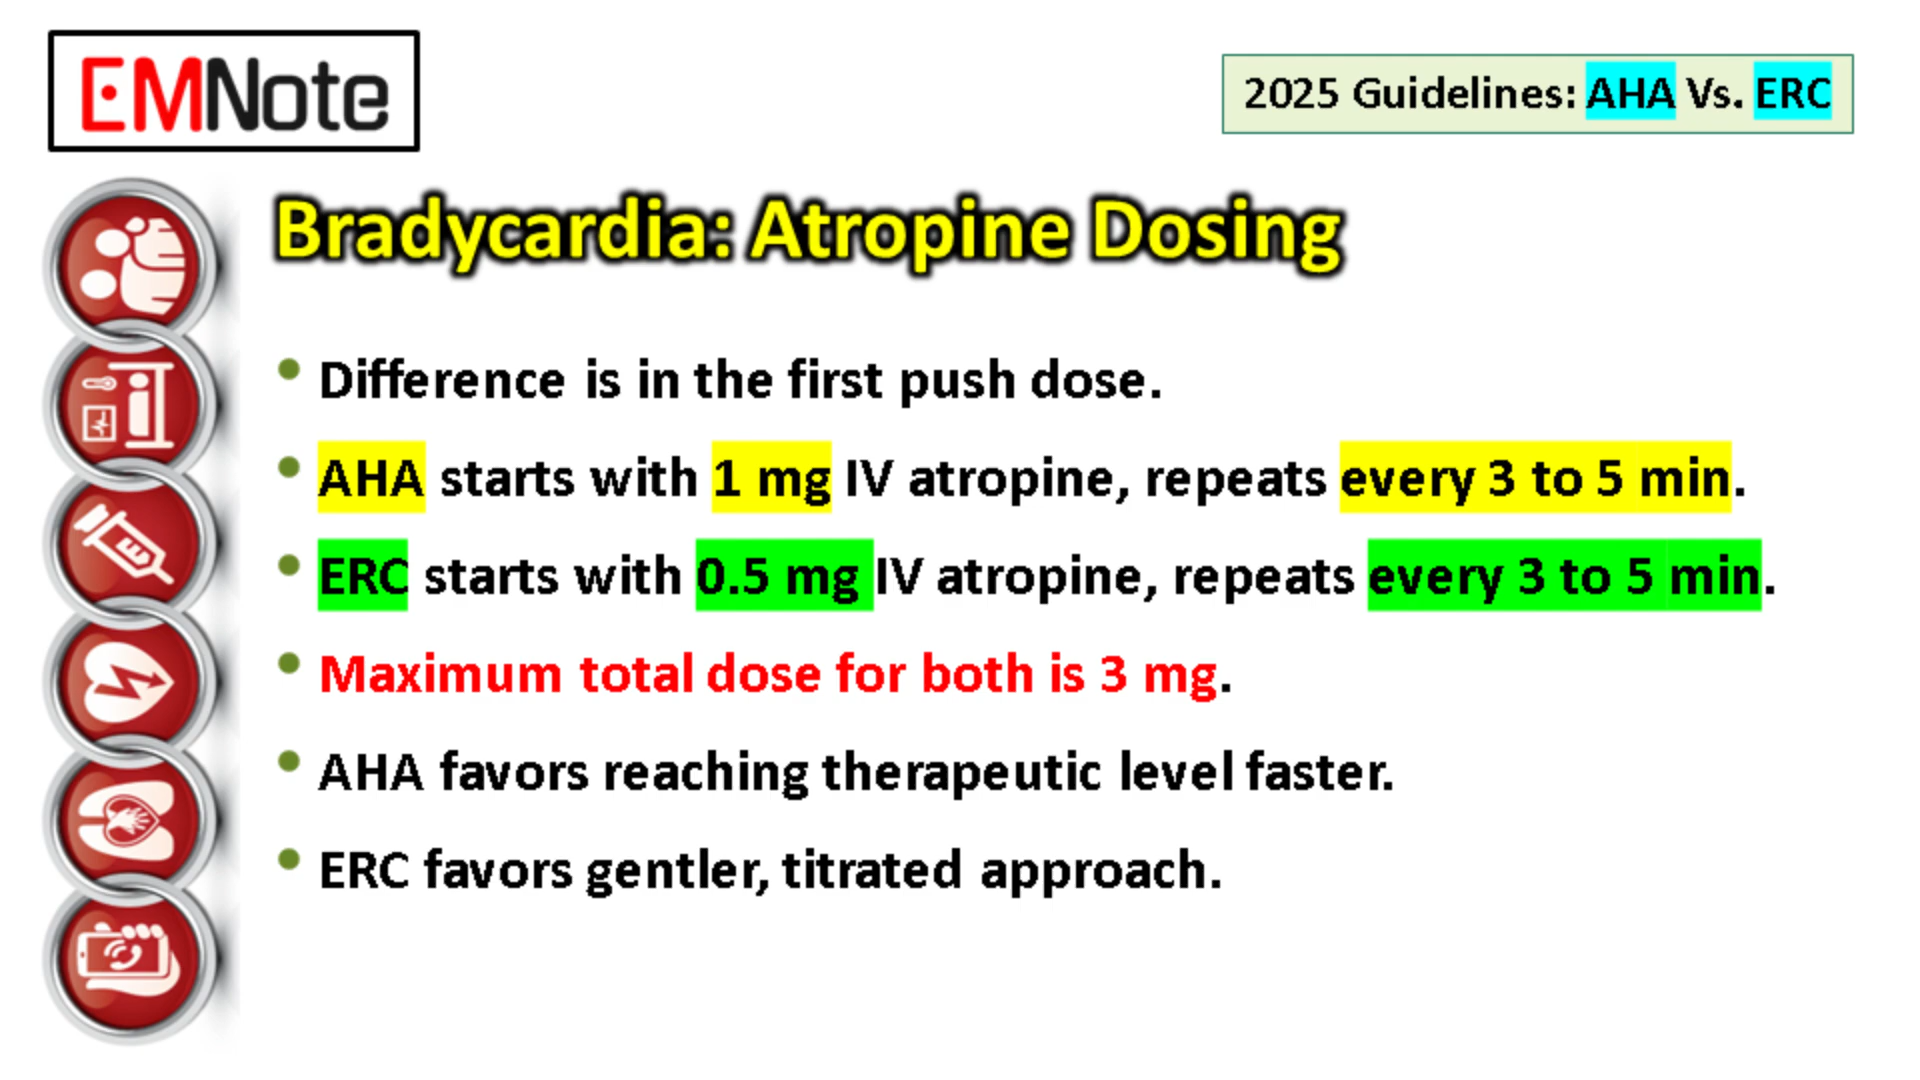 EMNote
2025 Guidelines: AHA Vs. ERC
Bradycardia: Atropine Dosing
• Difference is in the first push dose.
• AHA starts with 1 mg IV atropine, repeats every 3 to 5 min.
• ERC starts with 0.5 mg IV atropine, repeats every 3 to 5 min.
• Maximum total dose for both is 3 mg.
• AHA favors reaching therapeutic level faster.
• ERC favors gentler, titrated approach.